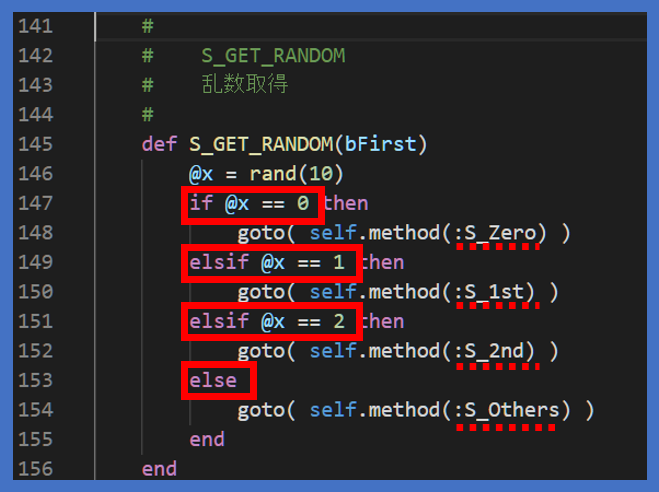 141 #
142 # S_GET_RANDOM
143 # 乱数取得
144 #
145 def S_GET_RANDOM(bFirst)
146 @x = rand(10)
147 if @x == 0 then
148 goto( self.method(:S_Zero) )
149 elsif @x == 1 then
150 goto( self.method(:S_1st) )
151 elsif @x == 2 then
152 goto( self.method(:S_2nd) )
153 else
154 goto( self.method(:S_Others) )
155 end
156 end